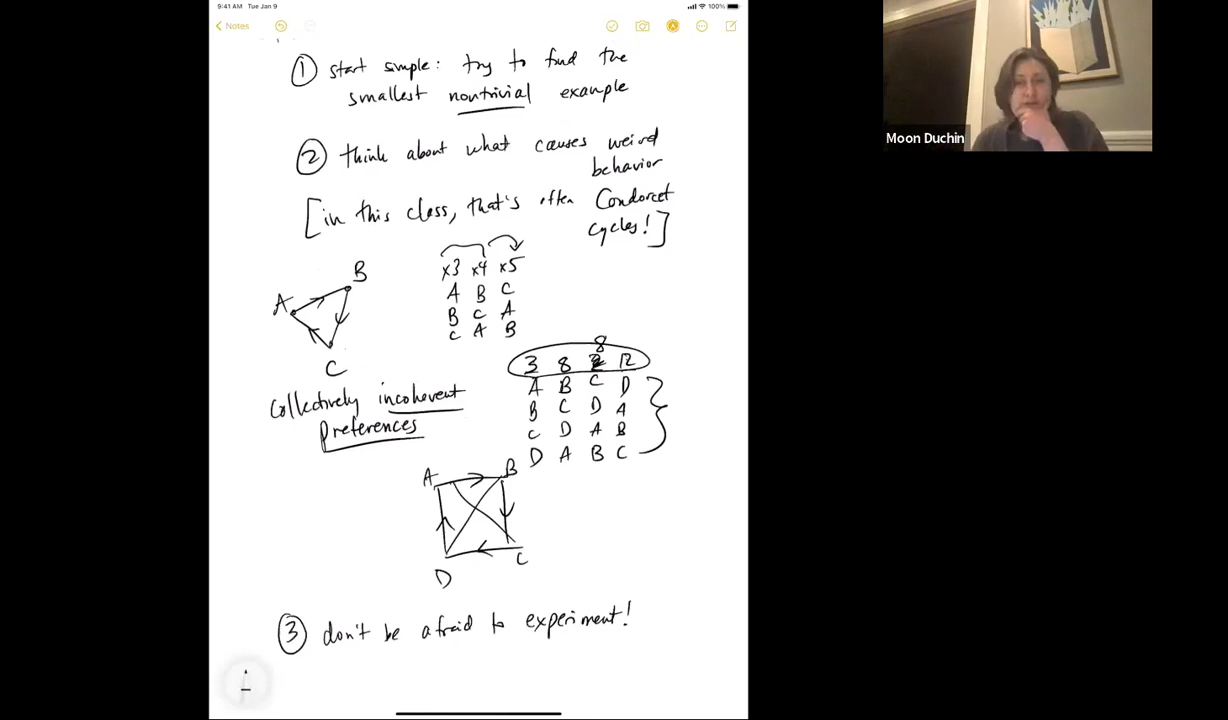 9:41 AM Tue Jan 9
100%
Notes
① start simple: try to find the
smallest nontrivial example
② think about what causes weird
behavior
[in this class, that's often Condorcet
cycles!]
A B
C
x3 x4 x5
A B C
B C A
C A B
collectively incoherent
preferences
8
3 8 12
A B C D
B C D A
C D A B
D A B C
A B
D C
③ don't be afraid to experiment!
Moon Duchin